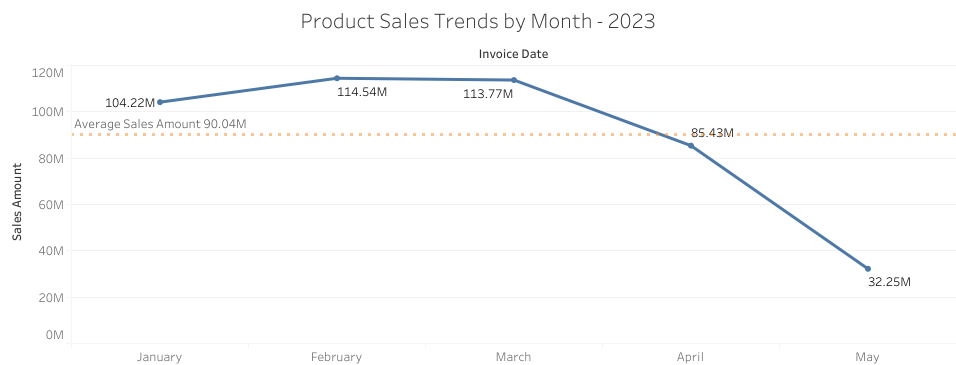 Product Sales Trends by Month - 2023
Invoice Date
120M
100M
80M
60M
40M
20M
0M
Sales Amount
104.22M
114.54M
113.77M
85.43M
32.25M
Average Sales Amount 90.04M
January
February
March
April
May